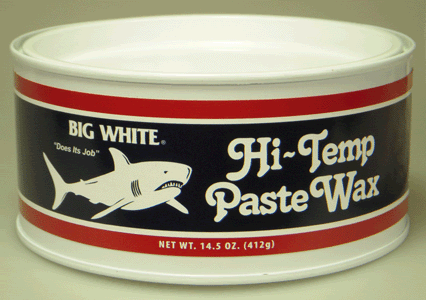 BIG WHITE®
"Does Its Job"
Hi-Temp
Paste Wax
NET WT. 14.5 OZ. (412g)